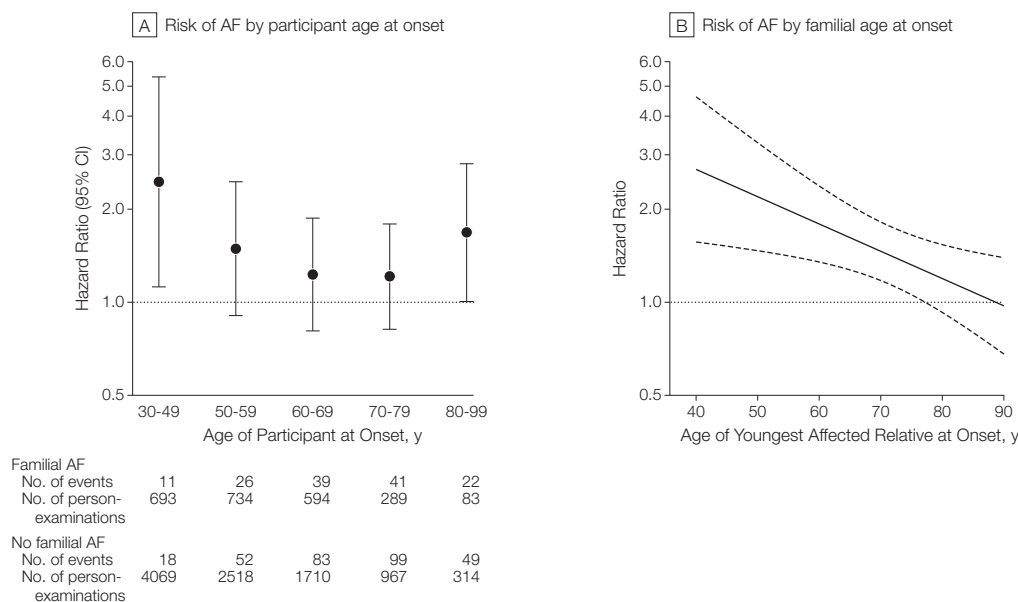 A Risk of AF by participant age at onset
6.0
5.0
4.0
3.0
2.0
1.0
0.5
Hazard Ratio (95% CI)
30-49 50-59 60-69 70-79 80-99
Age of Participant at Onset, y
B Risk of AF by familial age at onset
6.0
5.0
4.0
3.0
2.0
1.0
0.5
Hazard Ratio
40 50 60 70 80 90
Age of Youngest Affected Relative at Onset, y
Familial AF
No. of events 11 26 39 41 22
No. of person- 693 734 594 289 83
examinations
No familial AF
No. of events 18 52 83 99 49
No. of person- 4069 2518 1710 967 314
examinations